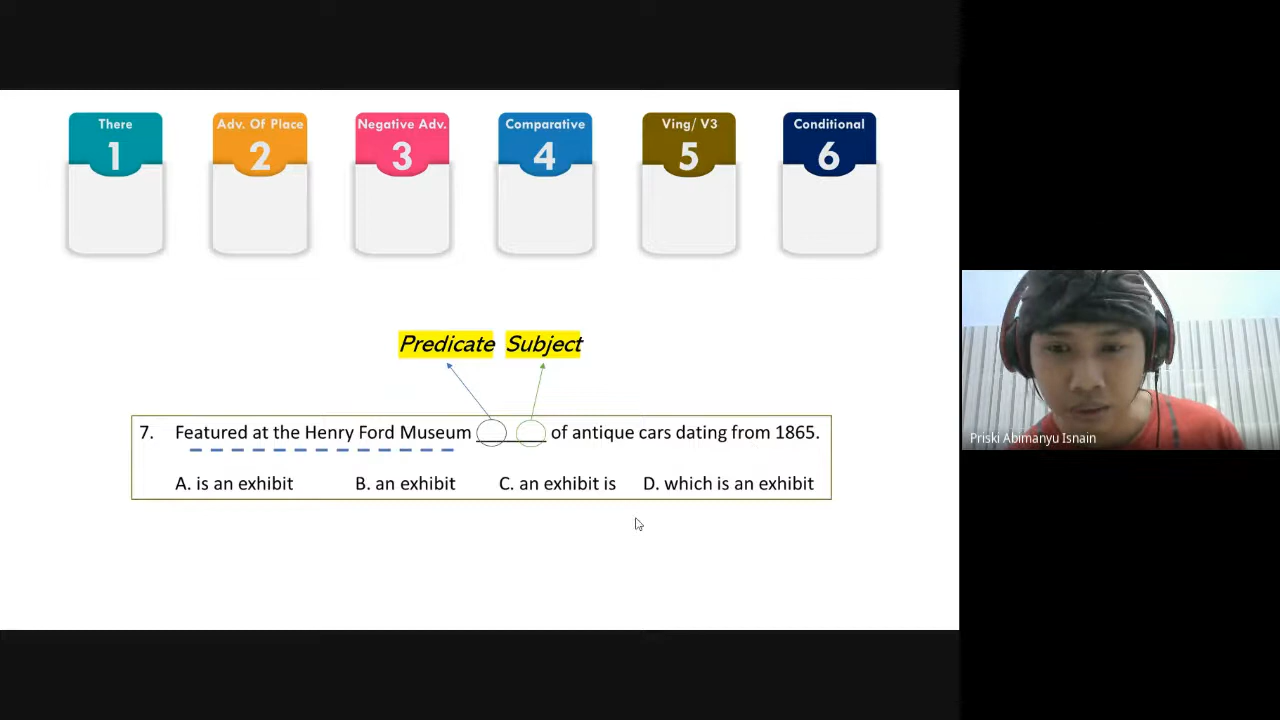 There
Adv. Of Place
Negative Adv.
Comparative
Ving/ V3
Conditional
1
2
3
4
5
6
Predicate Subject
7. Featured at the Henry Ford Museum ________ of antique cars dating from 1865.
A. is an exhibit B. an exhibit C. an exhibit is D. which is an exhibit
Priski Abimanyu Isnain